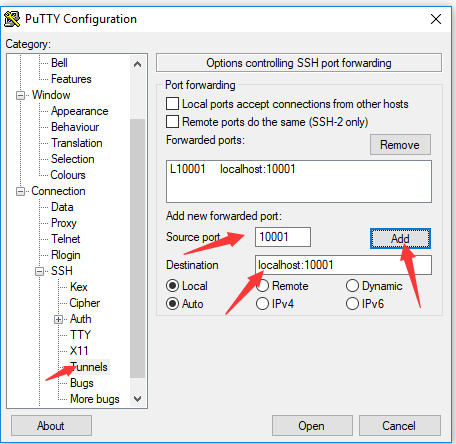 PuTTY Configuration
Category:
Bell
Features
Window
Appearance
Behaviour
Translation
Selection
Colours
Connection
Data
Proxy
Telnet
Rlogin
SSH
Kex
Cipher
Auth
TTY
X11
Tunnels
Bugs
More bugs
Options controlling SSH port forwarding
Port forwarding
Local ports accept connections from other hosts
Remote ports do the same (SSH-2 only)
Forwarded ports:
Remove
L10001 localhost:10001
Add new forwarded port:
Source port 10001 Add
Destination localhost:10001
Local Remote Dynamic
Auto IPv4 IPv6
About Open Cancel